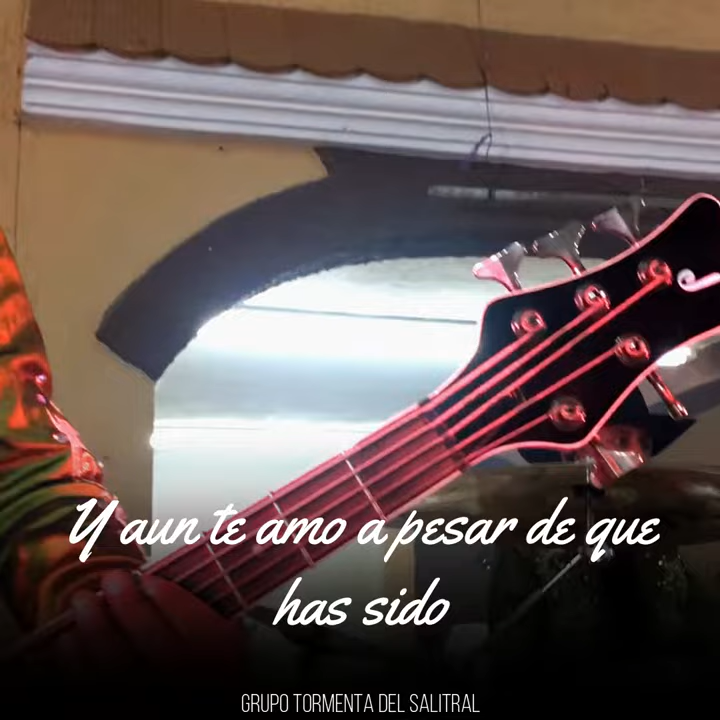 Y aun te amo a pesar de que
has sido
GRUPO TORMENTA DEL SALITRAL